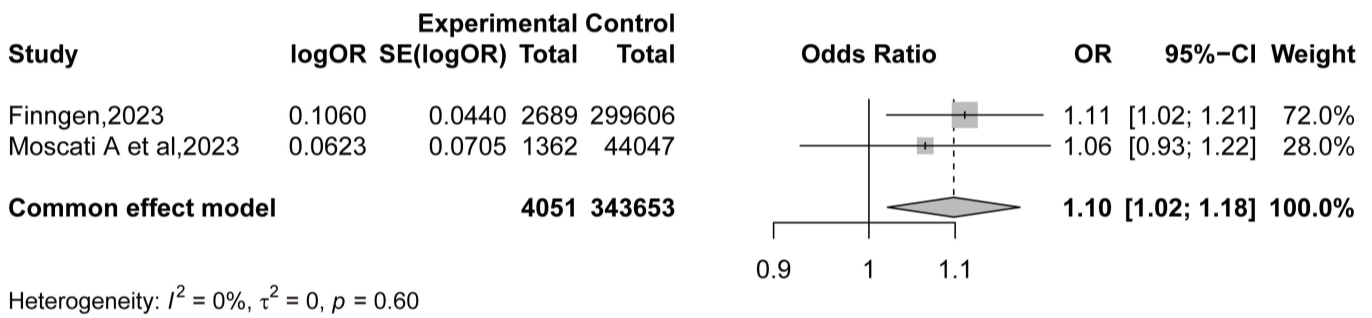 Experimental Control
Study logOR SE(logOR) Total Total Odds Ratio OR 95%−CI Weight
Finngen,2023 0.1060 0.0440 2689 299606 1.11 [1.02; 1.21] 72.0%
Moscati A et al,2023 0.0623 0.0705 1362 44047 1.06 [0.93; 1.22] 28.0%
Common effect model 4051 343653 1.10 [1.02; 1.18] 100.0%
0.9 1 1.1
Heterogeneity: I² = 0%, τ² = 0, p = 0.60